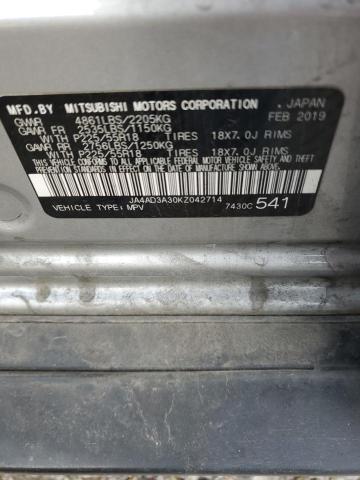 MFD.BY MITSUBISHI MOTORS CORPORATION , JAPAN
GVWR 4861LBS/2205KG FEB 2019
GAWR FR 2535LBS/1150KG
WITH P225/55R18 TIRES 18X7.0J RIMS
GAWR RR 2756LBS/1250KG
WITH P225/55R18 TIRES 18X7.0J RIMS
THIS VEHICLE CONFORMS TO ALL APPLICABLE FEDERAL
MOTOR VEHICLE SAFETY, BUMPER, AND THEFT
PREVENTION STANDARDS IN EFFECT ON THE DATE OF
MANUFACTURE SHOWN ABOVE.
JA4AD3A30KZ042714
VEHICLE TYPE:MPV 7430C 541